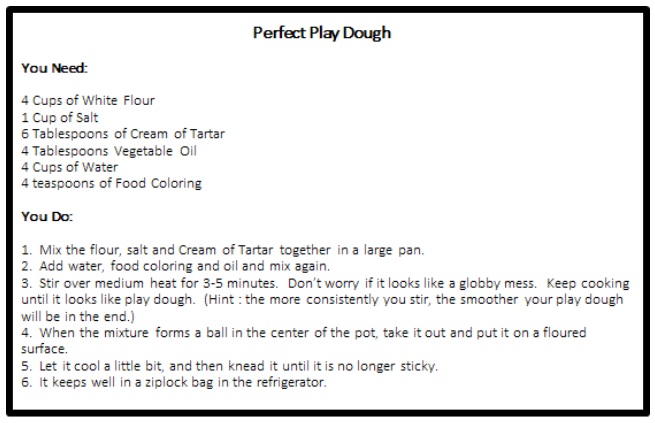 Perfect Play Dough
You Need:
4 Cups of White Flour
1 Cup of Salt
6 Tablespoons of Cream of Tartar
4 Tablespoons Vegetable Oil
4 Cups of Water
4 teaspoons of Food Coloring
You Do:
1. Mix the flour, salt and Cream of Tartar together in a large pan.
2. Add water, food coloring and oil and mix again.
3. Stir over medium heat for 3-5 minutes. Don't worry if it looks like a globby mess. Keep cooking
until it looks like play dough. (Hint : the more consistently you stir, the smoother your play dough
will be in the end.)
4. When the mixture forms a ball in the center of the pot, take it out and put it on a floured
surface.
5. Let it cool a little bit, and then knead it until it is no longer sticky.
6. It keeps well in a ziplock bag in the refrigerator.